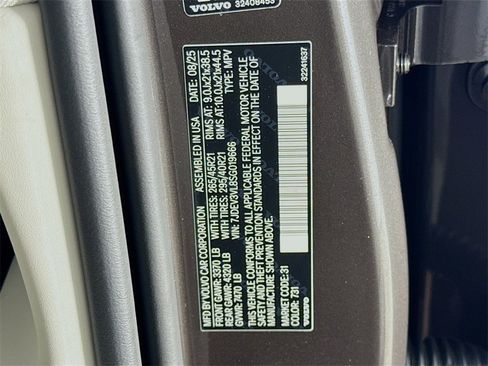 VOLVO 32408453
MFD BY VOLVO CAR CORPORATION ASSEMBLED IN USA DATE: 08/25
FRONT GAWR:3370 LB WITH TIRES: 265/45R21 RIMS AT: 9.0Jx21x38.5
REAR GAWR:4320 LB WITH TIRES: 295/40R21 RIMS AT:10.0Jx21x44.5
GVWR: 7470 LB VIN: 7JDEV3VL8SG019666 TYPE: MPV
THIS VEHICLE CONFORMS TO ALL APPLICABLE FEDERAL MOTOR VEHICLE
SAFETY AND THEFT PREVENTION STANDARDS IN EFFECT ON THE DATE OF
MANUFACTURE SHOWN ABOVE.
MARKET:31
COLOR: 731
VOLVO 32241637